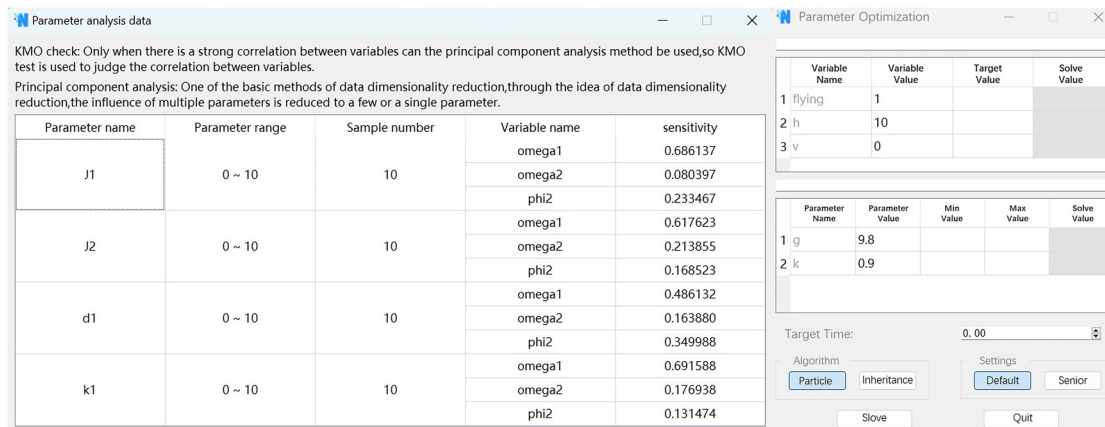 Parameter analysis data
KMO check: Only when there is a strong correlation between variables can the principal component analysis method be used,so KMO
test is used to judge the correlation between variables.
Principal component analysis: One of the basic methods of data dimensionality reduction,through the idea of data dimensionality
reduction,the influence of multiple parameters is reduced to a few or a single parameter.
Parameter name Parameter range Sample number Variable name sensitivity
J1 0 ~ 10 10
omega1 0.686137
omega2 0.080397
phi2 0.233467
J2 0 ~ 10 10
omega1 0.617623
omega2 0.213855
phi2 0.168523
d1 0 ~ 10 10
omega1 0.486132
omega2 0.163880
phi2 0.349988
k1 0 ~ 10 10
omega1 0.691588
omega2 0.176938
phi2 0.131474
Parameter Optimization
Variable Name Variable Value Target Value Solve Value
1 flying 1
2 h 10
3 v 0
Parameter Name Parameter Value Min Value Max Value Solve Value
1 g 9.8
2 k 0.9
Target Time: 0.00
Algorithm Settings
Particle Inheritance Default Senior
Slove Quit